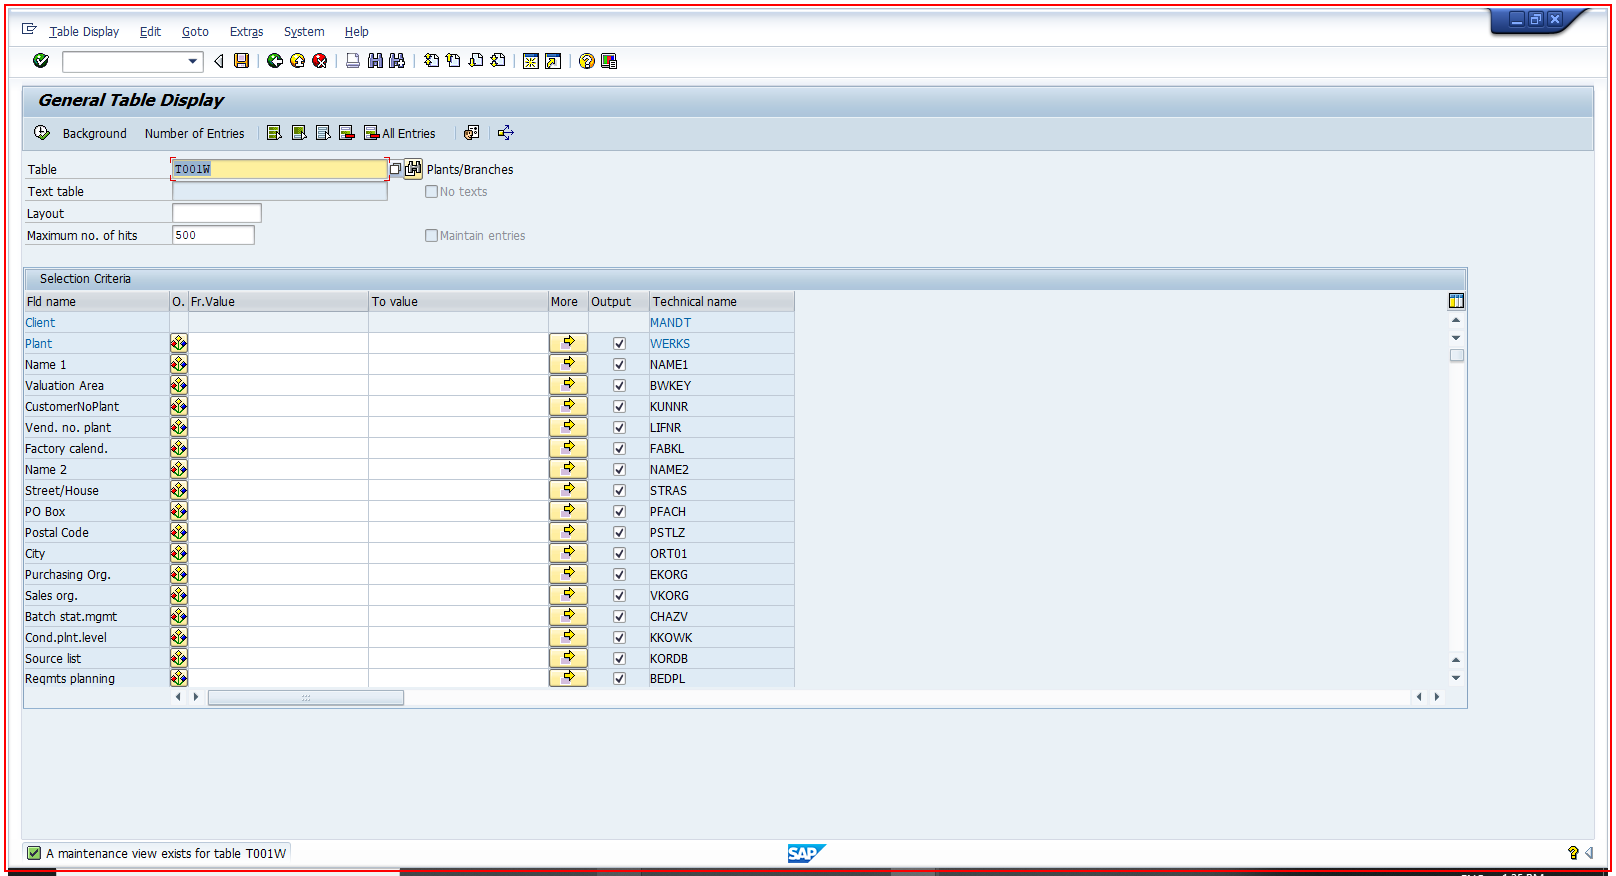 Table Display Edit Goto Extras System Help
General Table Display
Background Number of Entries All Entries
Table T001W Plants/Branches
Text table No texts
Layout
Maximum no. of hits 500 Maintain entries
Selection Criteria
Fld name O. Fr.Value To value More Output Technical name
Client MANDT
Plant WERKS
Name 1 NAME1
Valuation Area BWKEY
CustomerNoPlant KUNNR
Vend. no. plant LIFNR
Factory calend. FABKL
Name 2 NAME2
Street/House STRAS
PO Box PFACH
Postal Code PSTLZ
City ORT01
Purchasing Org. EKORG
Sales org. VKORG
Batch stat.mgmt CHAZV
Cond.plnt.level KKOWK
Source list KORDB
Reqmts planning BEDPL
A maintenance view exists for table T001W SAP